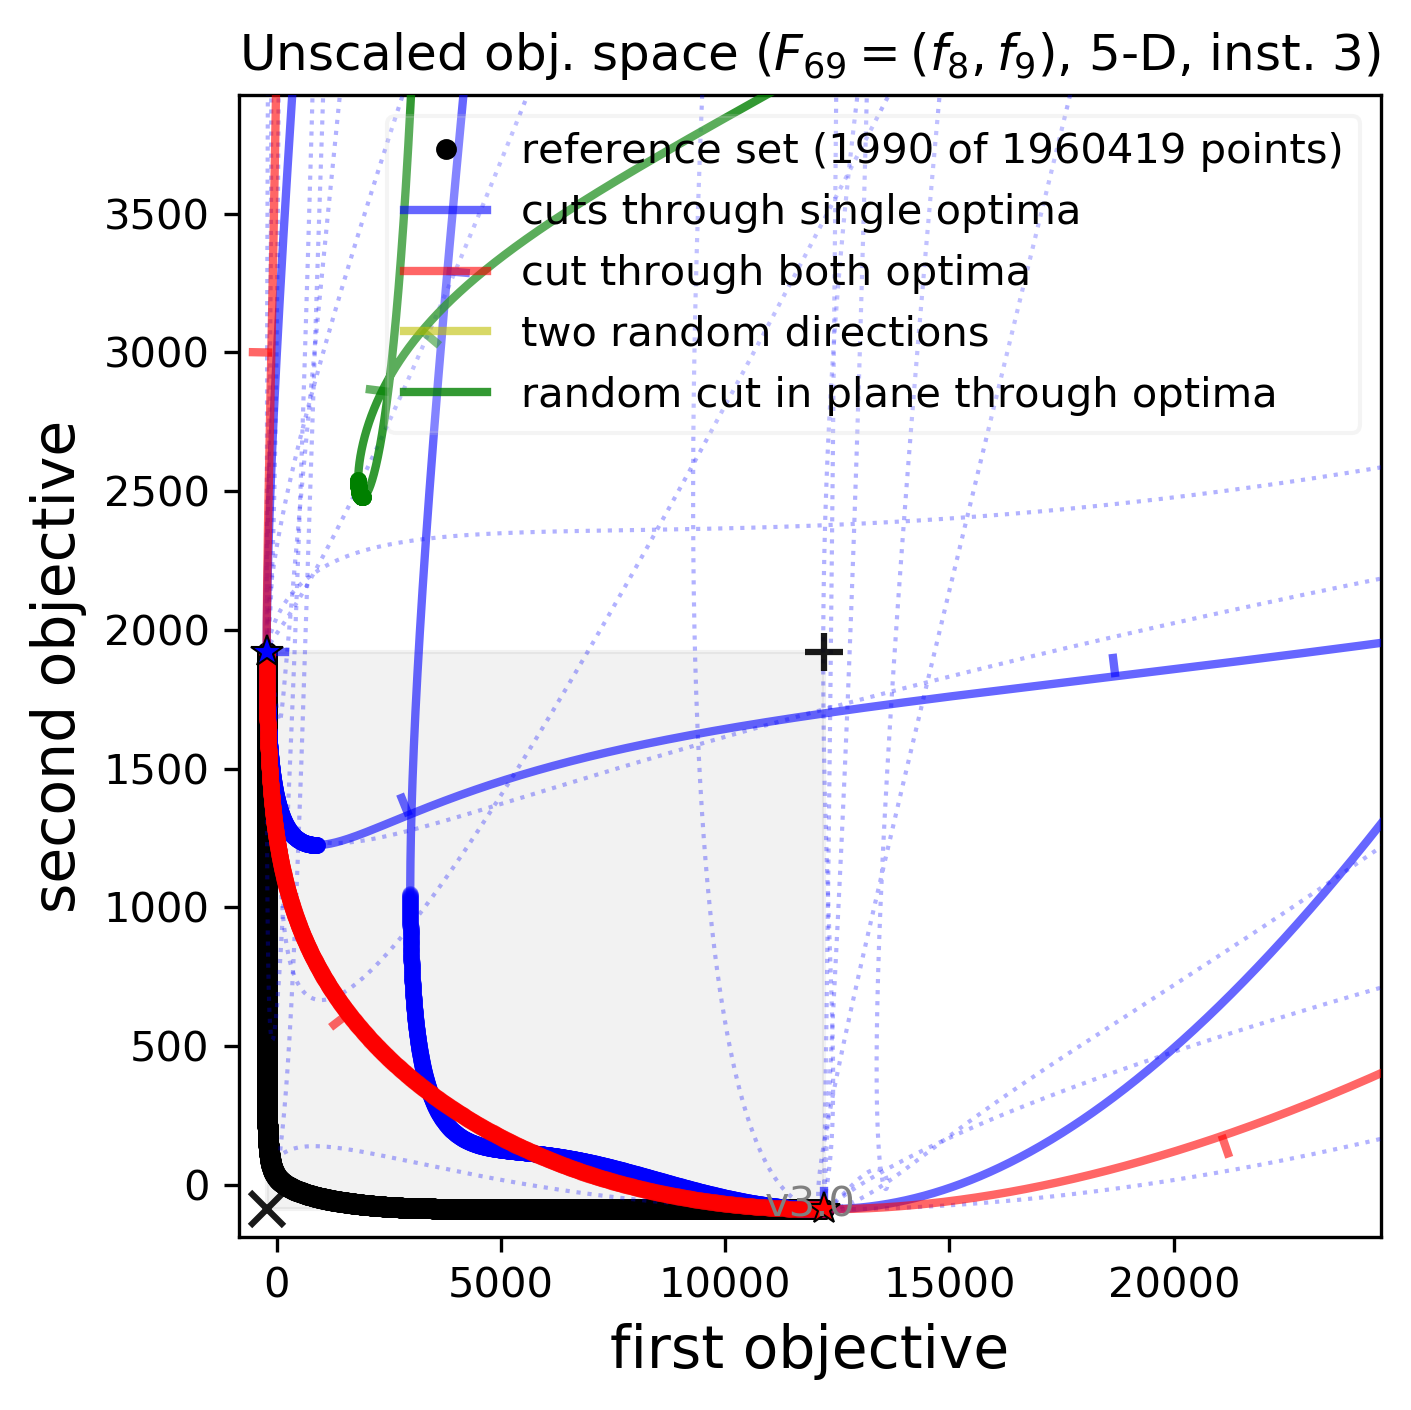 Unscaled obj. space (F₆₉ = (f₈, f₉), 5-D, inst. 3)
reference set (1990 of 1960419 points)
cuts through single optima
cut through both optima
two random directions
random cut in plane through optima
second objective
3500
3000
2500
2000
1500
1000
500
0
v3.0
0 5000 10000 15000 20000
first objective